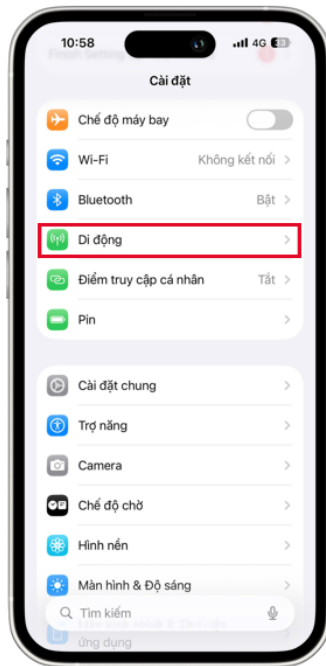 10:58
4G 33
Cài đặt
Chế độ máy bay
Wi-Fi Không kết nối
Bluetooth Bật
Di động
Điểm truy cập cá nhân Tắt
Pin
Cài đặt chung
Trợ năng
Camera
Chế độ chờ
Hình nền
Màn hình & Độ sáng
Tìm kiếm
ứng dụng